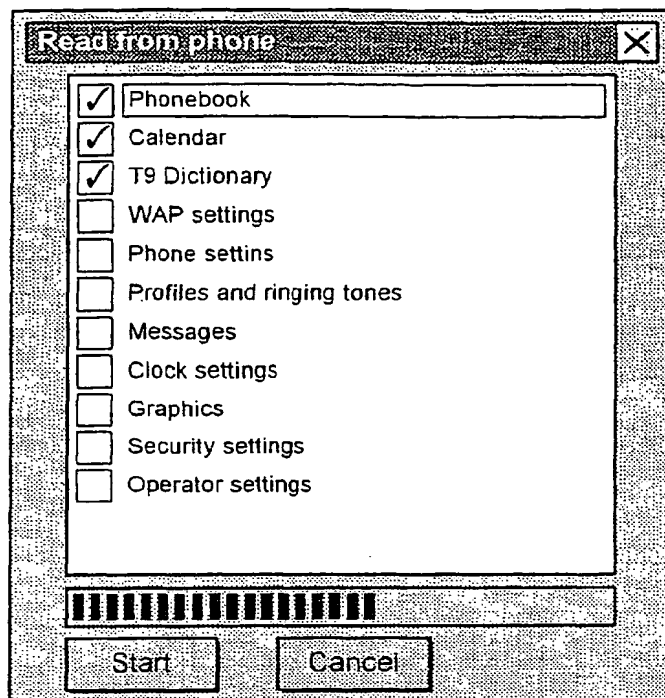 Read from phone
Phonebook
Calendar
T9 Dictionary
WAP settings
Phone settins
Profiles and ringing tones
Messages
Clock settings
Graphics
Security settings
Operator settings
Start Cancel